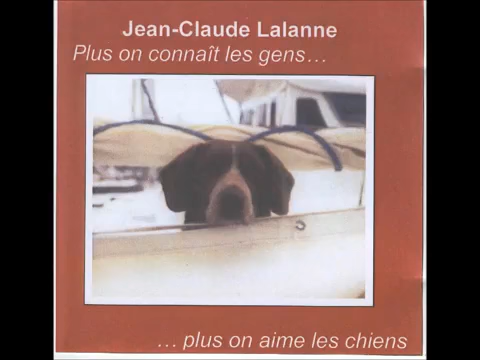 Jean-Claude Lalanne
Plus on connaît les gens…
… plus on aime les chiens